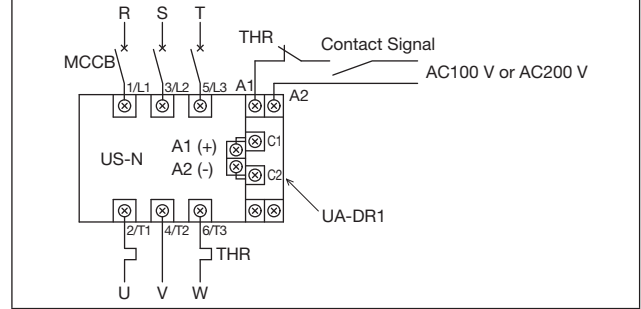 R S T
THR
Contact Signal
MCCB
AC100 V or AC200 V
1/L1 3/L2 5/L3 A1 A2
C1
A1 (+)
US-N
A2 (-)
C2
UA-DR1
2/T1 4/T2 6/T3
THR
U V W